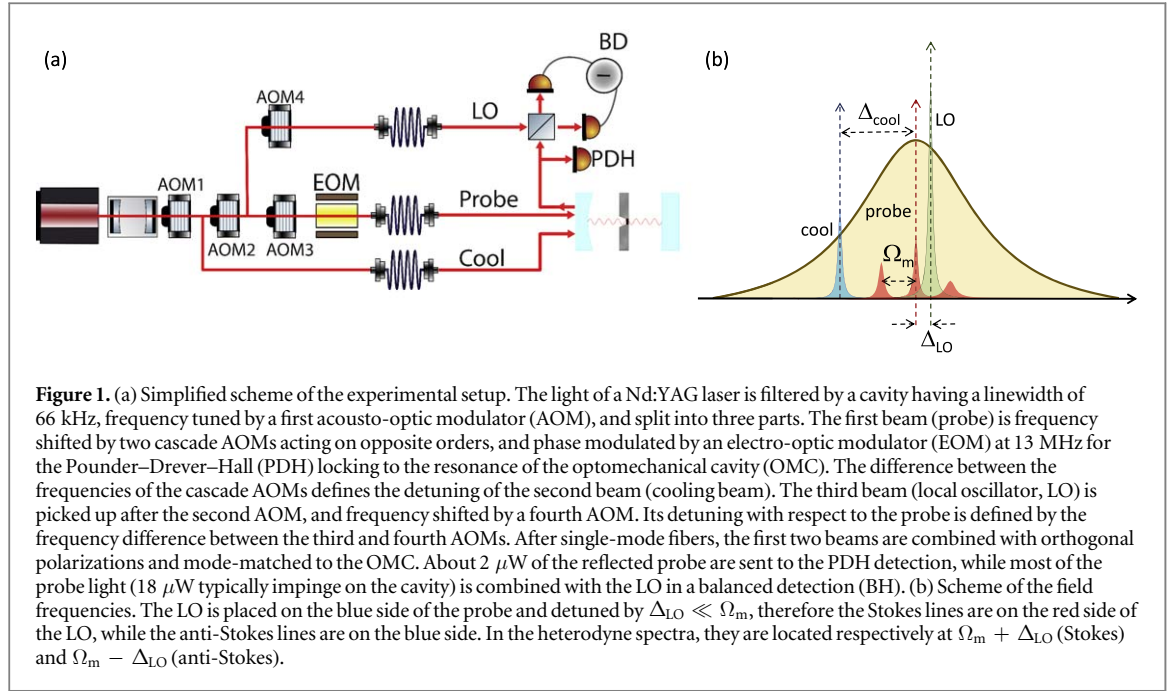 (a)
BD
AOM4
LO
PDH
AOM1
EOM
Probe
AOM2
AOM3
Cool
(b)
LO
Δcool
probe
cool
Ωm
ΔLO
Figure 1. (a) Simplified scheme of the experimental setup. The light of a Nd:YAG laser is filtered by a cavity having a linewidth of
66 kHz, frequency tuned by a first acousto-optic modulator (AOM), and split into three parts. The first beam (probe) is frequency
shifted by two cascade AOMs acting on opposite orders, and phase modulated by an electro-optic modulator (EOM) at 13 MHz for
the Pounder–Drever–Hall (PDH) locking to the resonance of the optomechanical cavity (OMC). The difference between the
frequencies of the cascade AOMs defines the detuning of the second beam (cooling beam). The third beam (local oscillator, LO) is
picked up after the second AOM, and frequency shifted by a fourth AOM. Its detuning with respect to the probe is defined by the
frequency difference between the third and fourth AOMs. After single-mode fibers, the first two beams are combined with orthogonal
polarizations and mode-matched to the OMC. About 2 μW of the reflected probe are sent to the PDH detection, while most of the
probe light (18 μW typically impinge on the cavity) is combined with the LO in a balanced detection (BH). (b) Scheme of the field
frequencies. The LO is placed on the blue side of the probe and detuned by ΔLO ≪ Ωm, therefore the Stokes lines are on the red side of
the LO, while the anti-Stokes lines are on the blue side. In the heterodyne spectra, they are located respectively at Ωm + ΔLO (Stokes)
and Ωm − ΔLO (anti-Stokes).